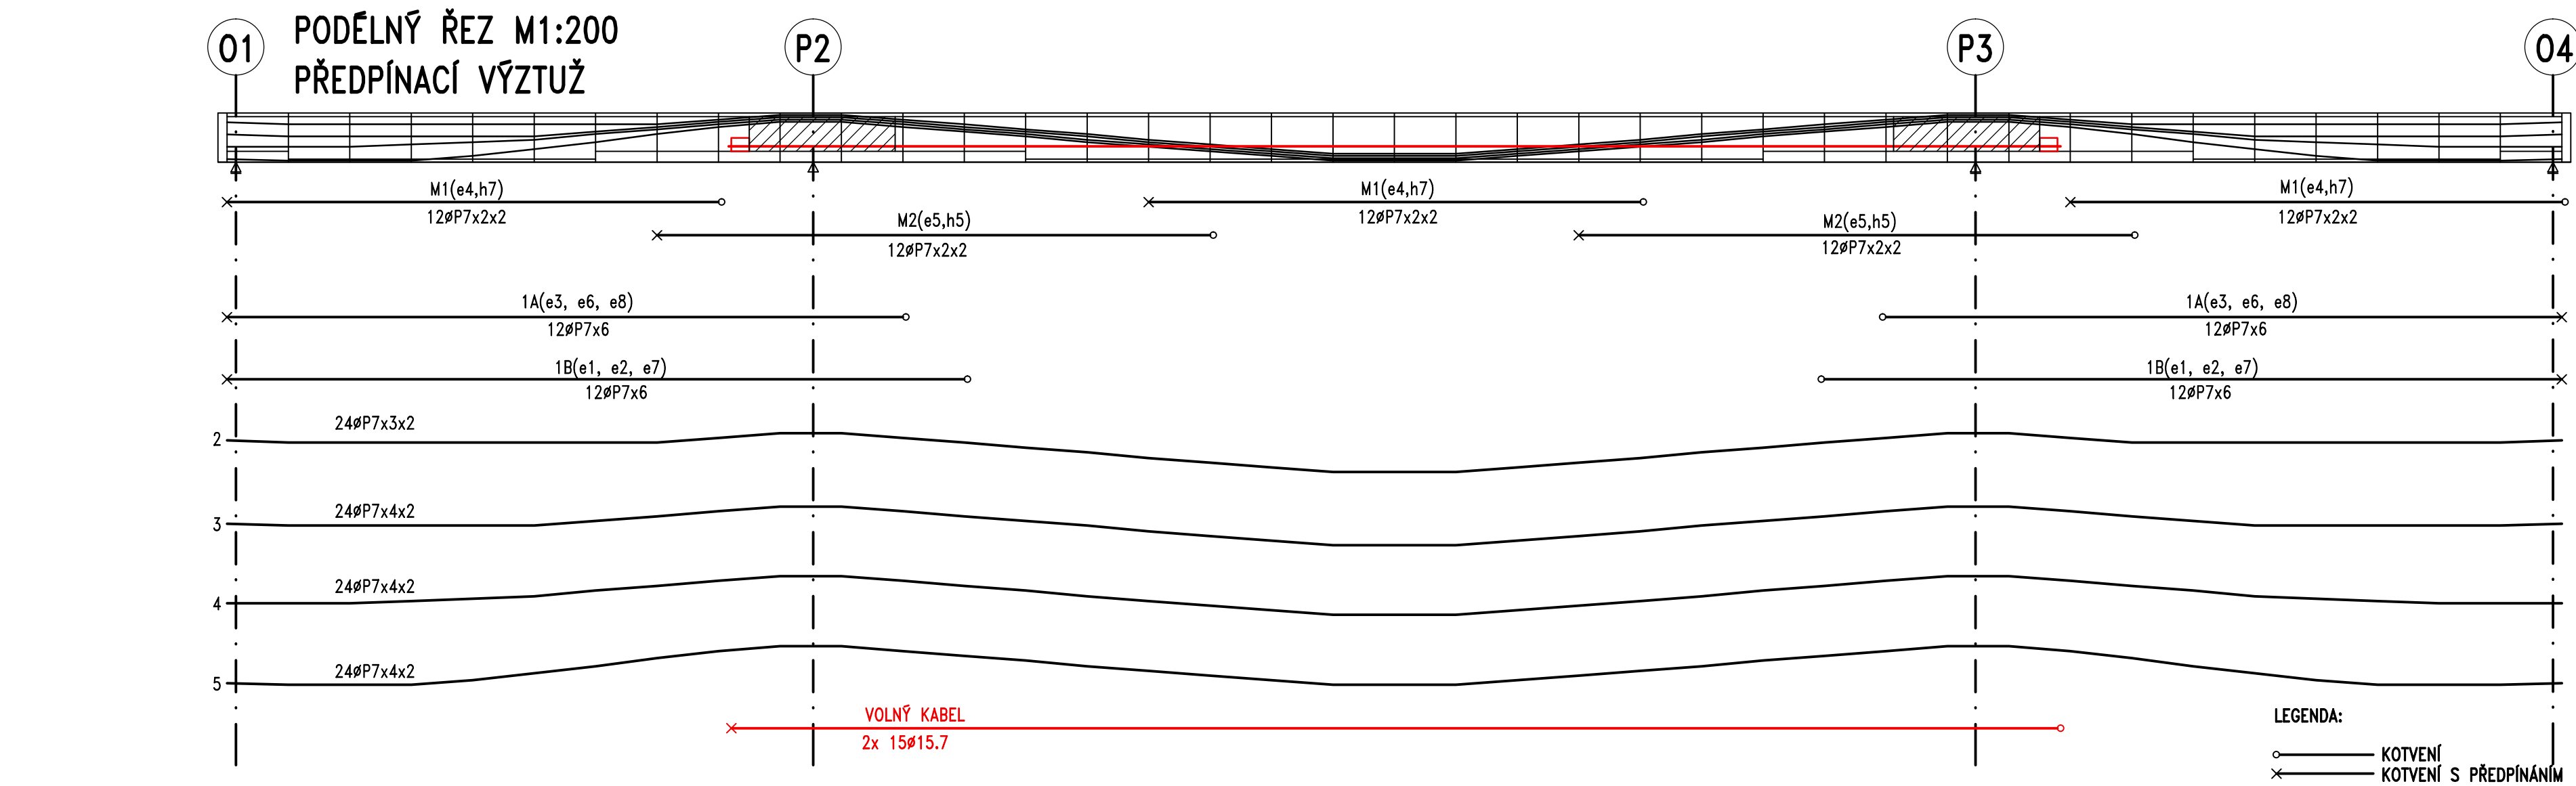 O1
PODÉLNÝ ŘEZ M1:200
PŘEDPÍNACÍ VÝZTUŽ
P2
P3
O4
M1(e4,h7)
12øP7x2x2
M1(e4,h7)
12øP7x2x2
M1(e4,h7)
12øP7x2x2
M2(e5,h5)
12øP7x2x2
M2(e5,h5)
12øP7x2x2
1A(e3, e6, e8)
12øP7x6
1A(e3, e6, e8)
12øP7x6
1B(e1, e2, e7)
12øP7x6
1B(e1, e2, e7)
12øP7x6
2
24øP7x3x2
3
24øP7x4x2
4
24øP7x4x2
5
24øP7x4x2
VOLNÝ KABEL
2x 15ø15.7
LEGENDA:
KOTVENÍ
KOTVENÍ S PŘEDPÍNÁNÍM